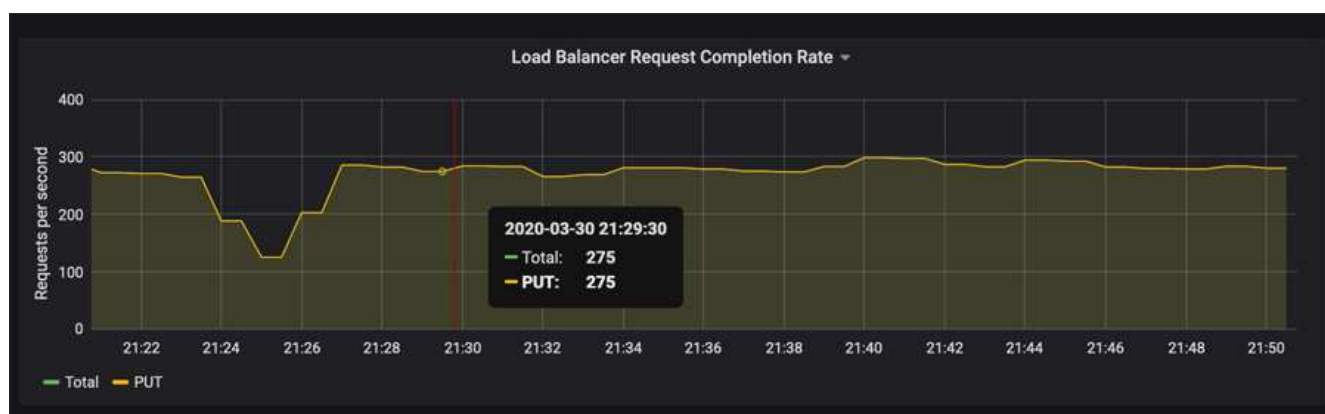 Load Balancer Request Completion Rate
Requests per second
400
300
200
100
0
2020-03-30 21:29:30
Total: 275
PUT: 275
21:22 21:24 21:26 21:28 21:30 21:32 21:34 21:36 21:38 21:40 21:42 21:44 21:46 21:48 21:50
Total PUT